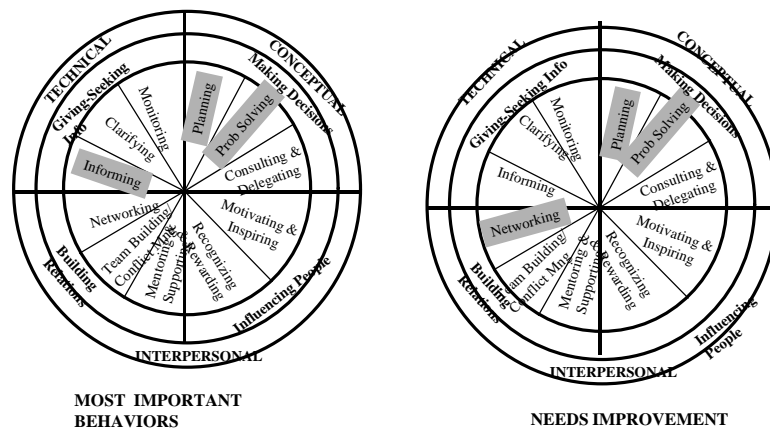 TECHNICAL
CONCEPTUAL
Giving-Seeking
Info
Making Decisions
Monitoring
Clarifying
Informing
Planning
Prob Solving
Consulting &
Delegating
Motivating &
Inspiring
Recognizing
& Rewarding
Mentoring &
Supporting
Team Building
Conflict Mng
Networking
Building
Relations
Influencing People
INTERPERSONAL
MOST IMPORTANT
BEHAVIORS
TECHNICAL
CONCEPTUAL
Giving-Seeking Info
Making Decisions
Monitoring
Clarifying
Informing
Planning
Prob Solving
Consulting &
Delegating
Motivating &
Inspiring
Recognizing
& Rewarding
Mentoring &
Supporting
am Building
Conflict Mng
Networking
Building
Relations
Influencing
People
INTERPERSONAL
NEEDS IMPROVEMENT